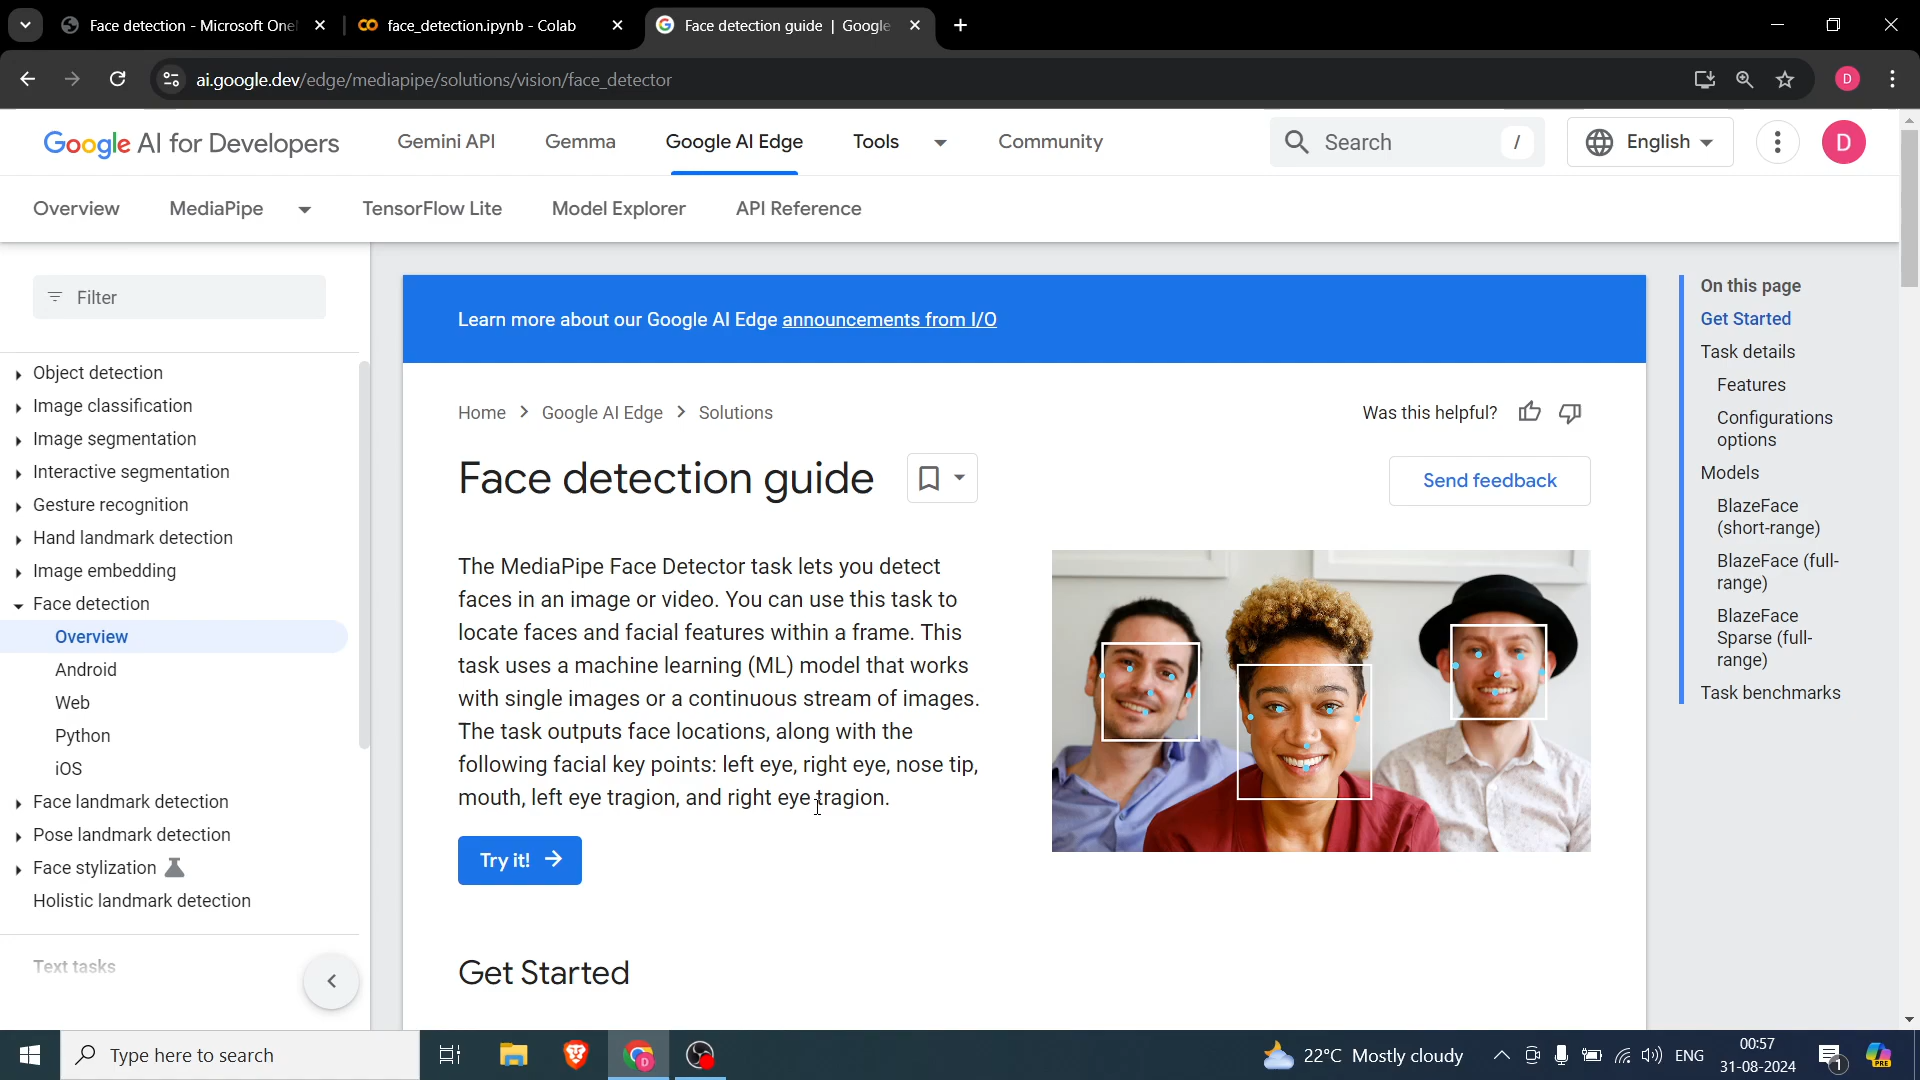 Face detection - Microsoft One
face_detection.ipynb - Colab
Face detection guide | Google
ai.google.dev/edge/mediapipe/solutions/vision/face_detector
D
Google AI for Developers
Gemini API
Gemma
Google AI Edge
Tools
Community
Search
/
English
D
Overview
MediaPipe
TensorFlow Lite
Model Explorer
API Reference
Filter
Object detection
Image classification
Image segmentation
Interactive segmentation
Gesture recognition
Hand landmark detection
Image embedding
Face detection
Overview
Android
Web
Python
iOS
Face landmark detection
Pose landmark detection
Face stylization
Holistic landmark detection
Text tasks
Learn more about our Google AI Edge announcements from I/O
Home > Google AI Edge > Solutions
Was this helpful?
Face detection guide
Send feedback
The MediaPipe Face Detector task lets you detect
faces in an image or video. You can use this task to
locate faces and facial features within a frame. This
task uses a machine learning (ML) model that works
with single images or a continuous stream of images.
The task outputs face locations, along with the
following facial key points: left eye, right eye, nose tip,
mouth, left eye tragion, and right eye tragion.
Try it!
Get Started
On this page
Get Started
Task details
Features
Configurations
options
Models
BlazeFace
(short-range)
BlazeFace (full-
range)
BlazeFace
Sparse (full-
range)
Task benchmarks
Type here to search
D
22°C Mostly cloudy
ENG
00:57
31-08-2024
1
PRE